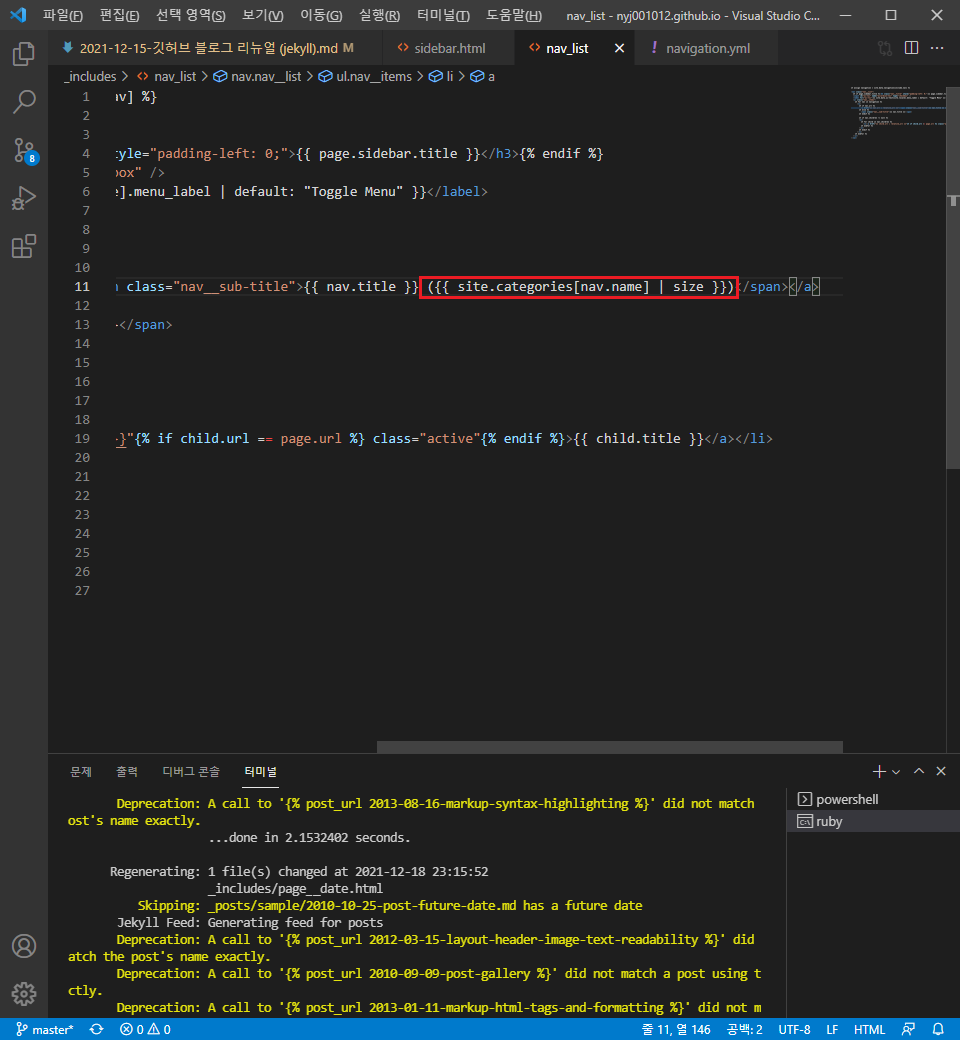 파일(F) 편집(E) 선택 영역(S) 보기(V) 이동(G) 실행(R) 터미널(T) 도움말(H) nav_list - nyj001012.github.io - Visual Studio C...
2021-12-15-깃허브 블로그 리뉴얼 (jekyll).md M sidebar.html nav_list navigation.yml
_includes > nav_list > nav.nav__list > ul.nav__items > li > a
1 av] %}
2
3
4 tyle="padding-left: 0;">{{ page.sidebar.title }}</h3>{% endif %}
5 box" />
6 e].menu_label | default: "Toggle Menu" }}</label>
7
8
9
10
11 n class="nav__sub-title">{{ nav.title }} ({{ site.categories[nav.name] | size }})</span></a>
12
13 </span>
14
15
16
17
18
19 }"{% if child.url == page.url %} class="active"{% endif %}>{{ child.title }}</a></li>
20
21
22
23
24
25
26
27
8
문제 출력 디버그 콘솔 터미널
Deprecation: A call to '{% post_url 2013-08-16-markup-syntax-highlighting %}' did not match
ost's name exactly.
...done in 2.1532402 seconds.
Regenerating: 1 file(s) changed at 2021-12-18 23:15:52
_includes/page__date.html
Skipping: _posts/sample/2010-10-25-post-future-date.md has a future date
Jekyll Feed: Generating feed for posts
Deprecation: A call to '{% post_url 2012-03-15-layout-header-image-text-readability %}' did
atch the post's name exactly.
Deprecation: A call to '{% post_url 2010-09-09-post-gallery %}' did not match a post using t
ctly.
Deprecation: A call to '{% post_url 2013-01-11-markup-html-tags-and-formatting %}' did not m
powershell
ruby
master* 0 0 줄 11, 열 146 공백: 2 UTF-8 LF HTML